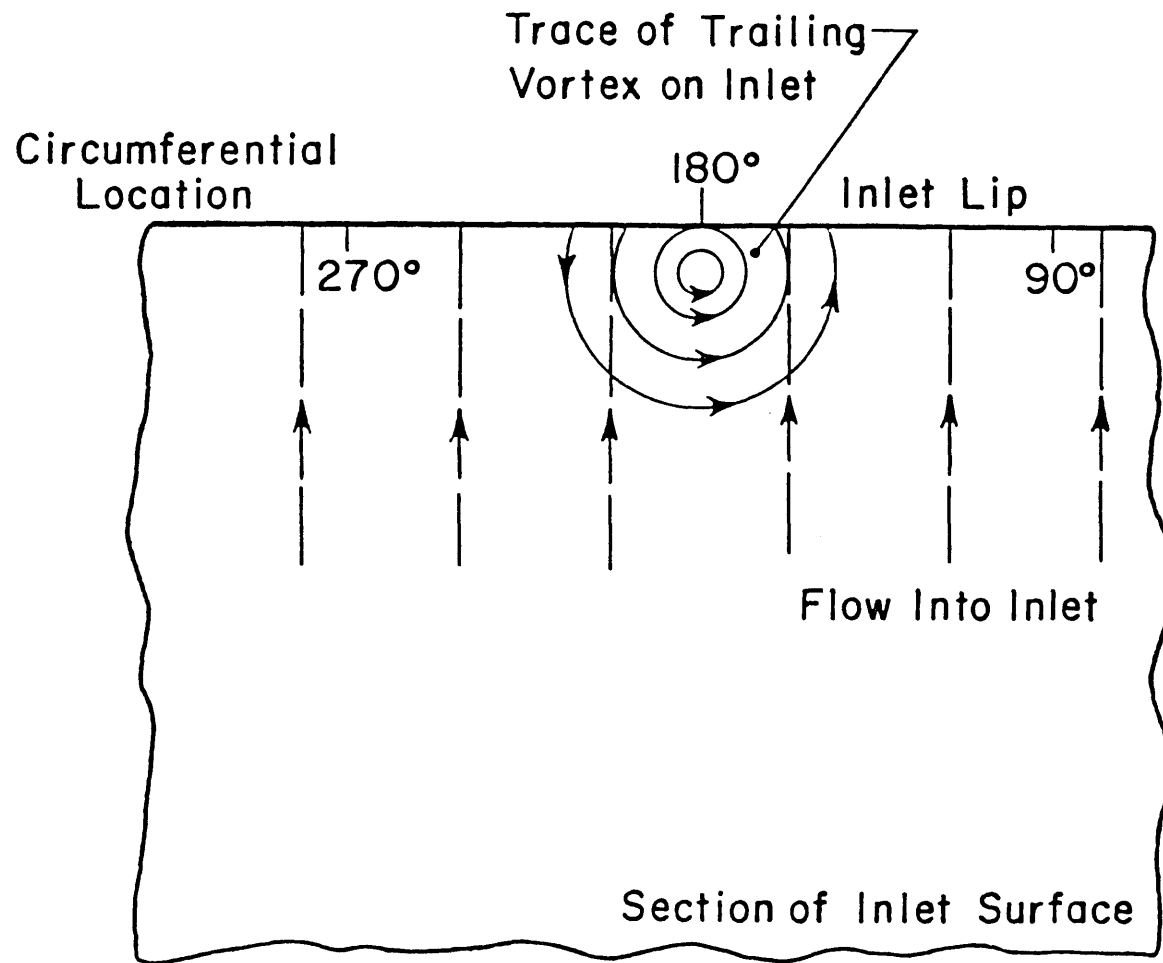 Trace of Trailing
Vortex on Inlet
Circumferential
Location
180°
Inlet Lip
270°
90°
Flow Into Inlet
Section of Inlet Surface